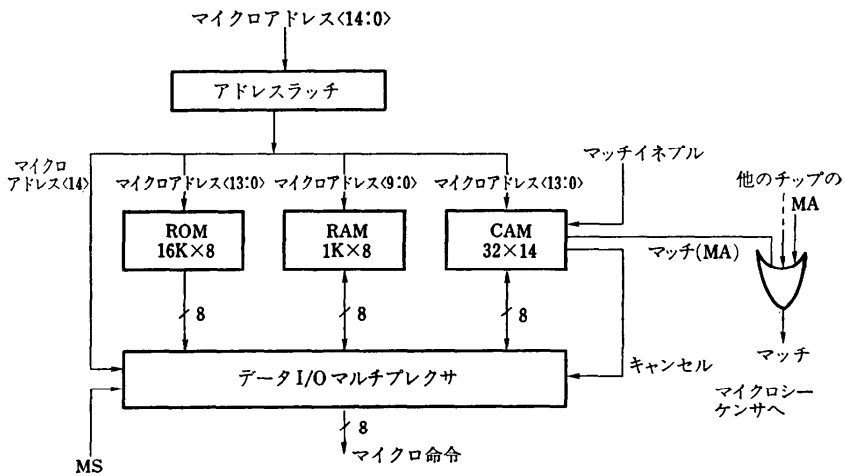 マイクロアドレス<14:0>
アドレスラッチ
マイクロ
アドレス<14>
マイクロアドレス<13:0>
マイクロアドレス<9:0>
マイクロアドレス<13:0>
マッチイネブル
他のチップの
MA
ROM
16K×8
RAM
1K×8
CAM
32×14
マッチ(MA)
8
8
8
データ I/O マルチプレクサ
キャンセル
マッチ
マイクロシー
ケンサへ
8
MS
マイクロ命令